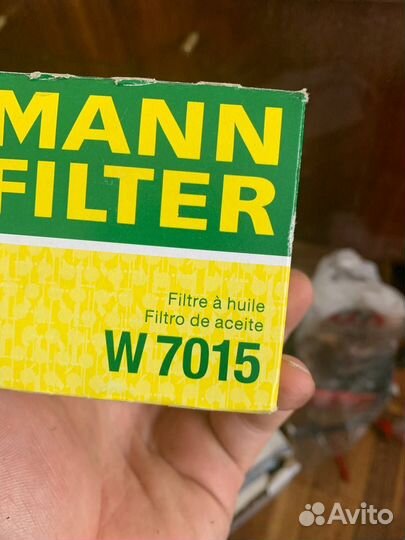 MANN
FILTER
Filtre à huile
Filtro de aceite
W 7015
Avito